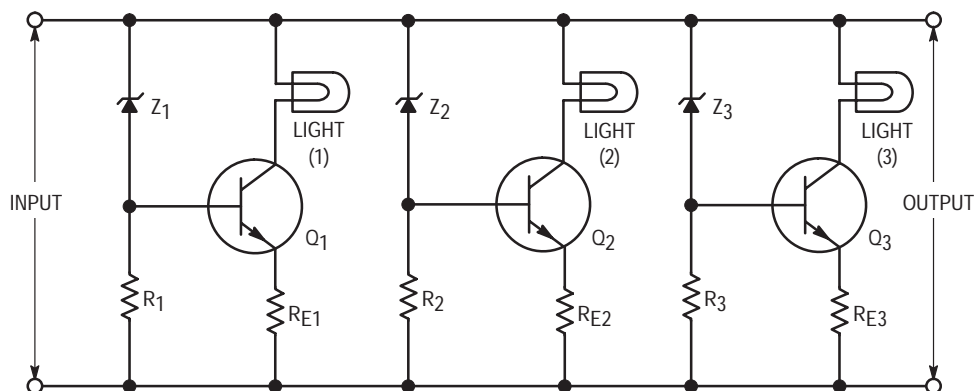 Z1
LIGHT
(1)
Z2
LIGHT
(2)
Z3
LIGHT
(3)
INPUT
OUTPUT
Q1
Q2
Q3
R1
RE1
R2
RE2
R3
RE3